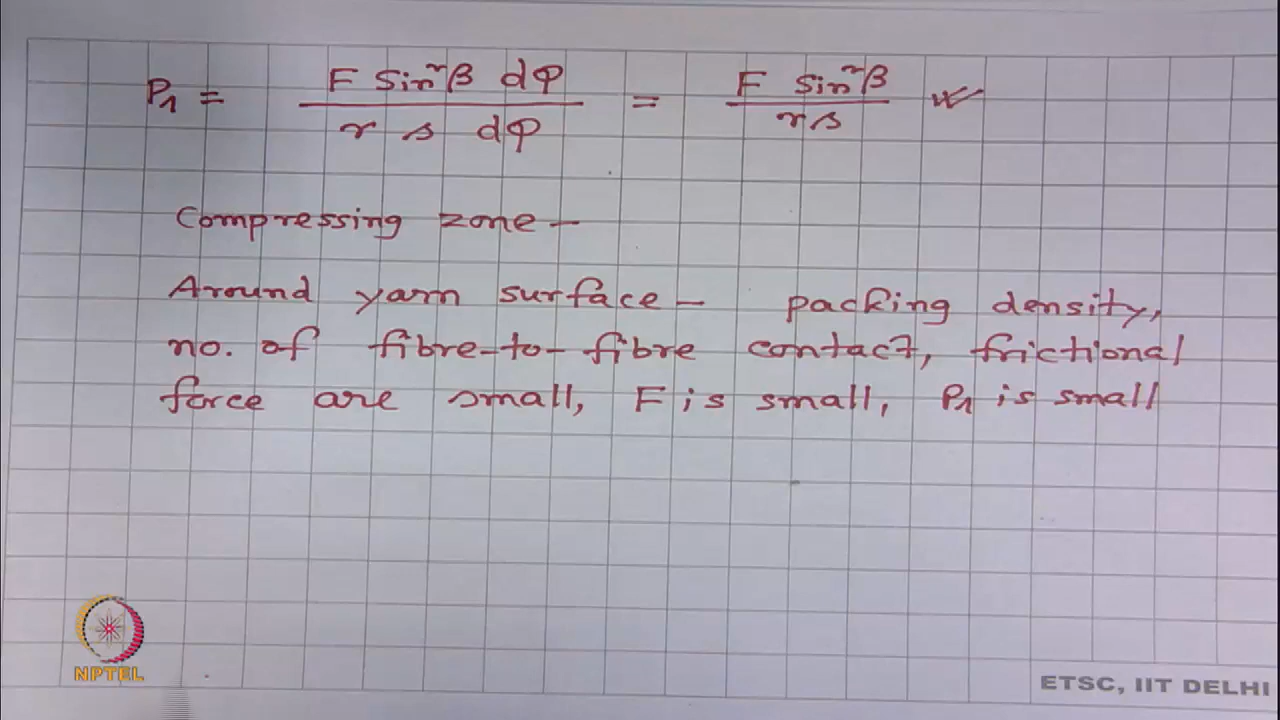 P₁ = F Sin²β dφ / r s dφ = F Sin²β / rs
Compressing zone –
Around yarn surface – packing density,
no. of fibre-to-fibre contact, frictional
force are small, F is small, P₁ is small
NPTEL
ETSC, IIT DELHI